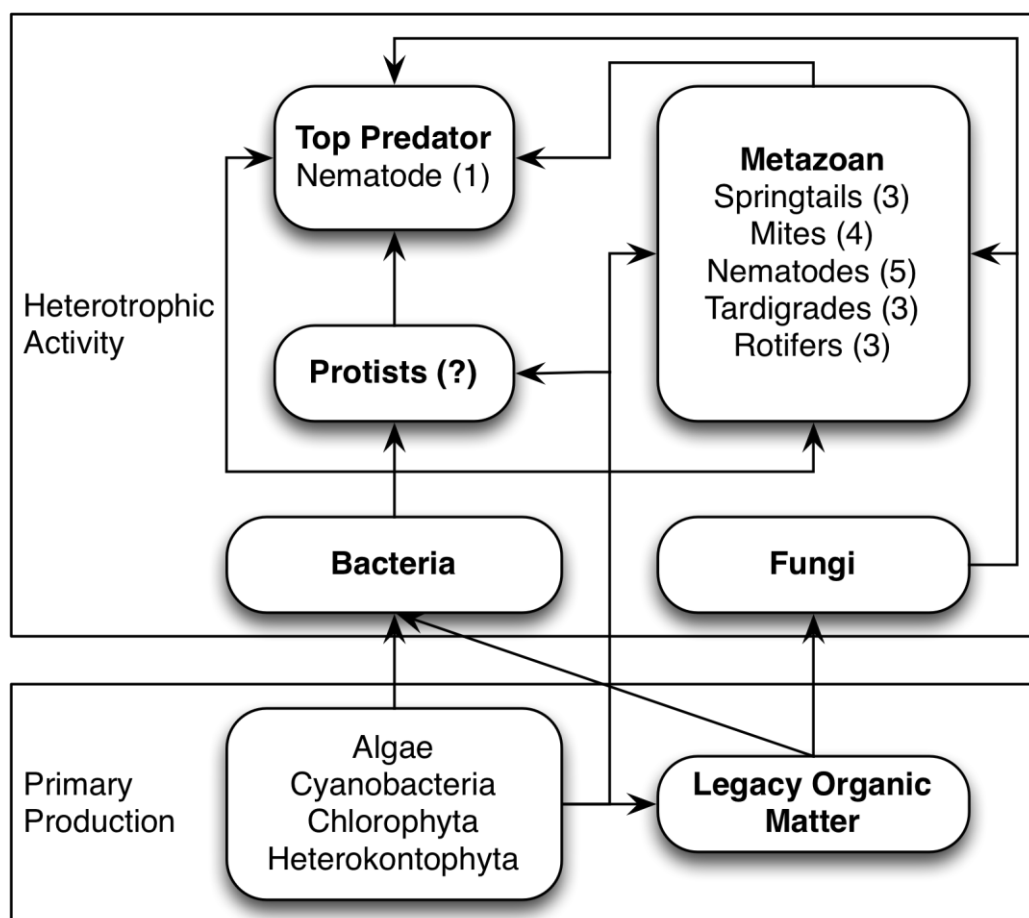 Top Predator
Nematode (1)
Metazoan
Springtails (3)
Mites (4)
Nematodes (5)
Tardigrades (3)
Rotifers (3)
Heterotrophic
Activity
Protists (?)
Bacteria
Fungi
Algae
Cyanobacteria
Chlorophyta
Heterokontophyta
Primary
Production
Legacy Organic
Matter